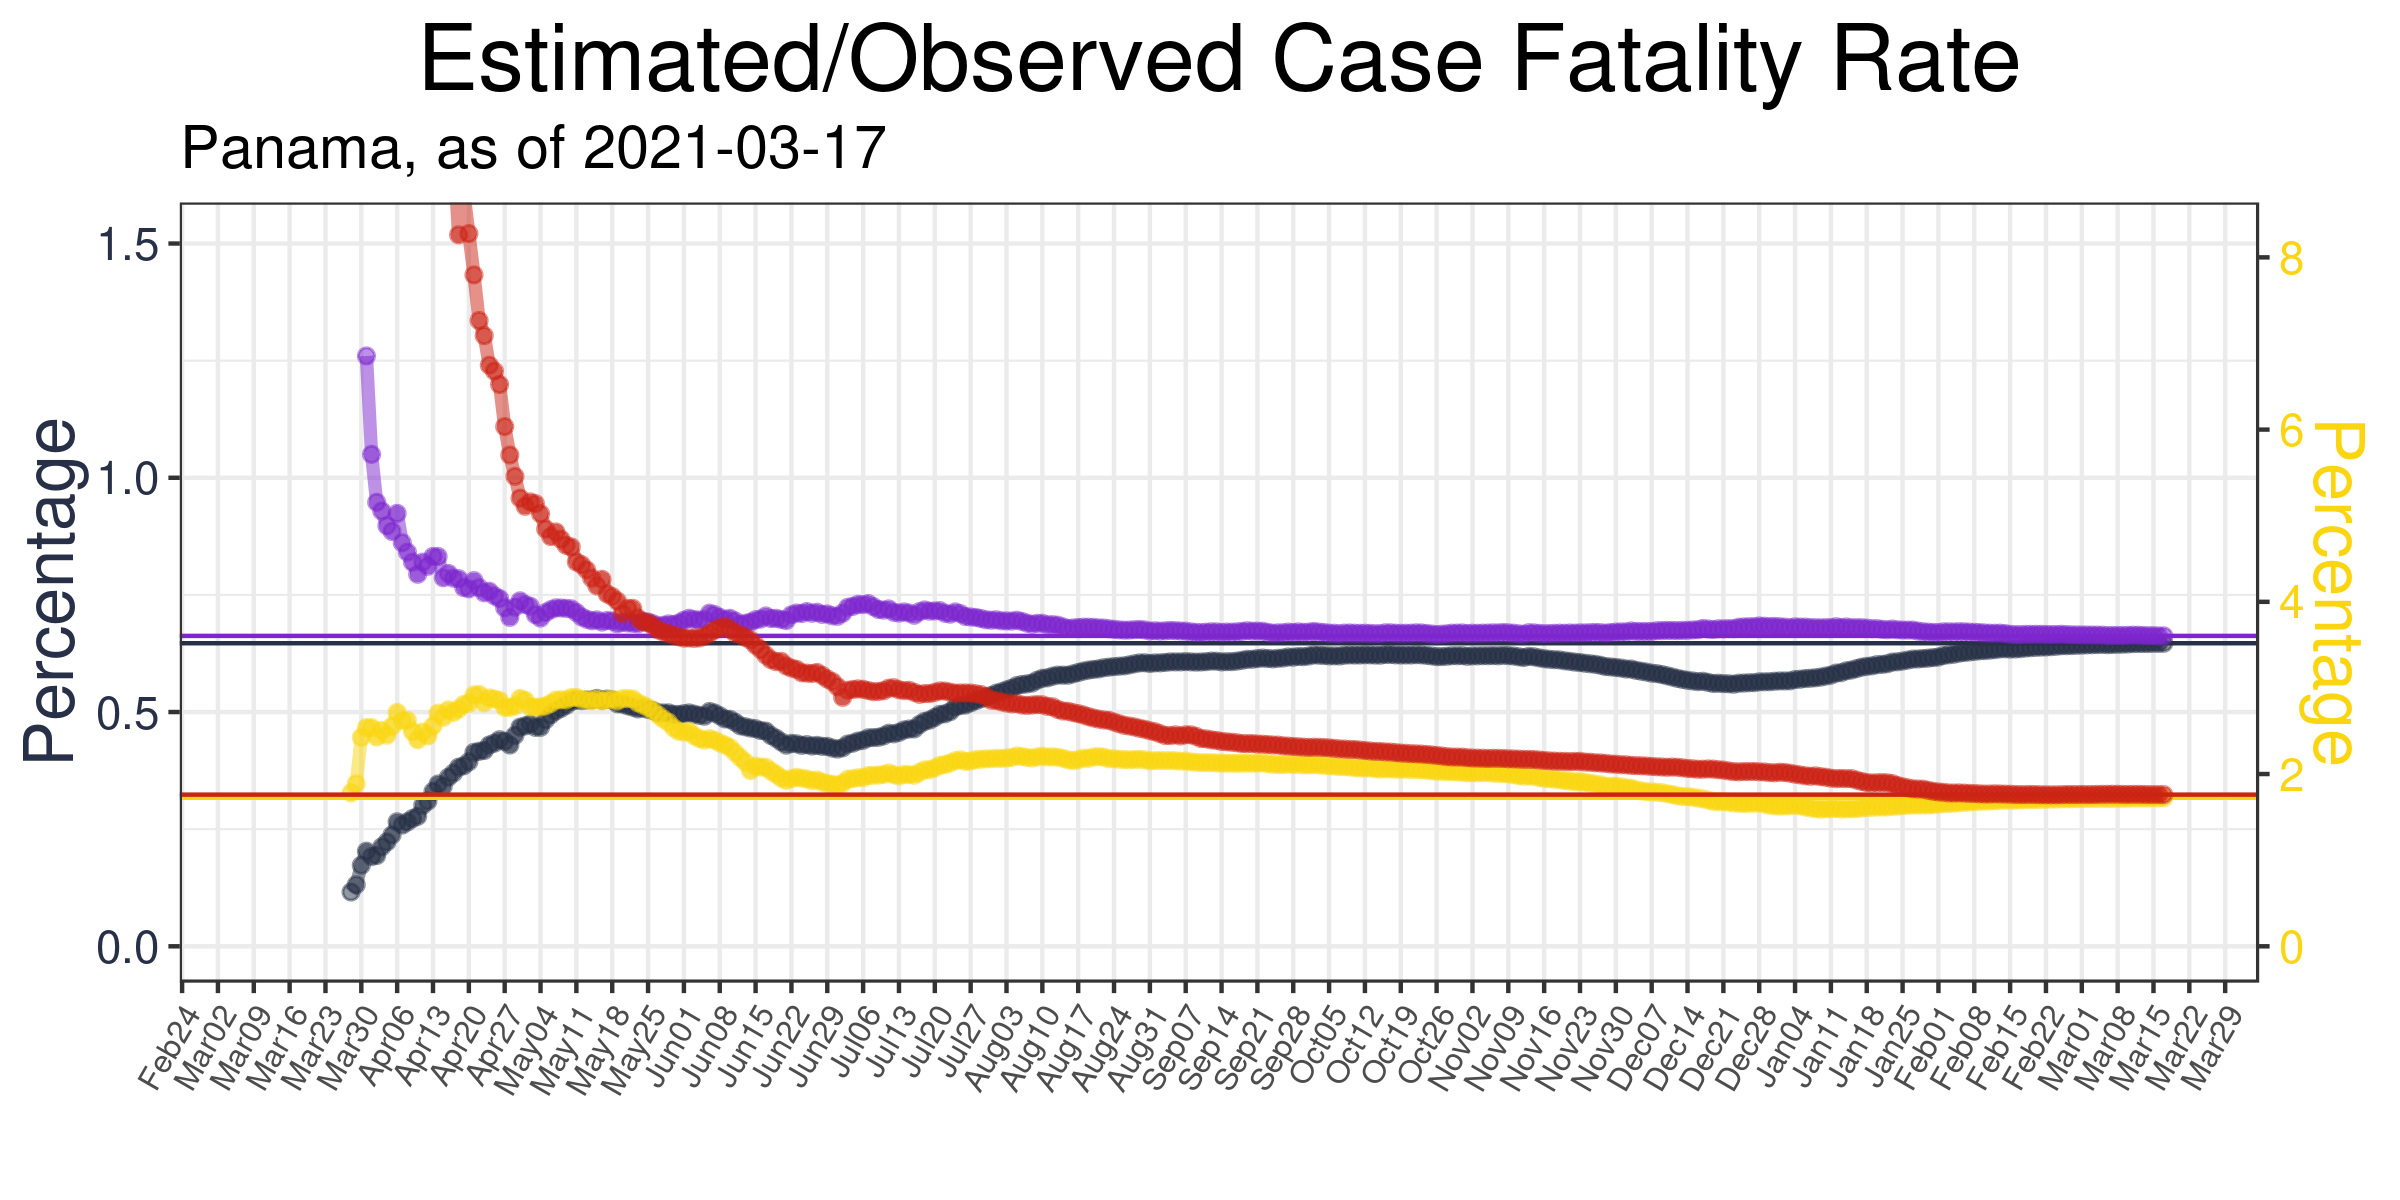 Estimated/Observed Case Fatality Rate
Panama, as of 2021-03-17
Percentage
1.5
1.0
0.5
0.0
8
6
4
2
0
Percentage
Feb24 Mar02 Mar09 Mar16 Mar23 Mar30 Apr06 Apr13 Apr20 Apr27 May04 May11 May18 May25 Jun01 Jun08 Jun15 Jun22 Jun29 Jul06 Jul13 Jul20 Jul27 Aug03 Aug10 Aug17 Aug24 Aug31 Sep07 Sep14 Sep21 Sep28 Oct05 Oct12 Oct19 Oct26 Nov02 Nov09 Nov16 Nov23 Nov30 Dec07 Dec14 Dec21 Dec28 Jan04 Jan11 Jan18 Jan25 Feb01 Feb08 Feb15 Feb22 Mar01 Mar08 Mar15 Mar22 Mar29